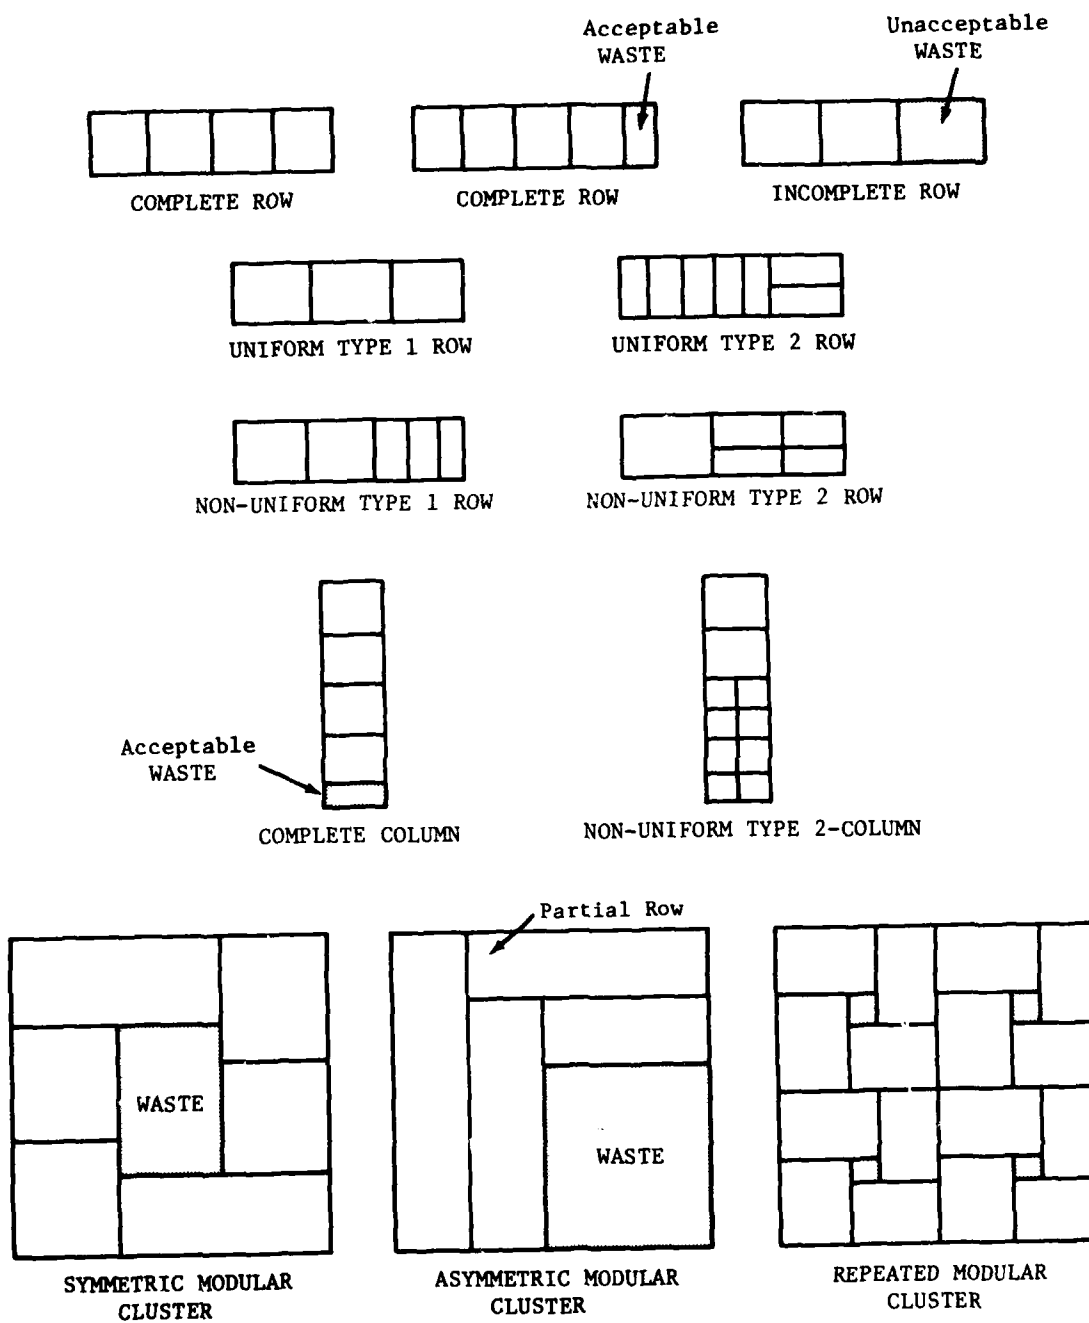 Acceptable
WASTE
Unacceptable
WASTE
COMPLETE ROW
COMPLETE ROW
INCOMPLETE ROW
UNIFORM TYPE 1 ROW
UNIFORM TYPE 2 ROW
NON-UNIFORM TYPE 1 ROW
NON-UNIFORM TYPE 2 ROW
Acceptable
WASTE
COMPLETE COLUMN
NON-UNIFORM TYPE 2-COLUMN
Partial Row
WASTE
WASTE
SYMMETRIC MODULAR
CLUSTER
ASYMMETRIC MODULAR
CLUSTER
REPEATED MODULAR
CLUSTER